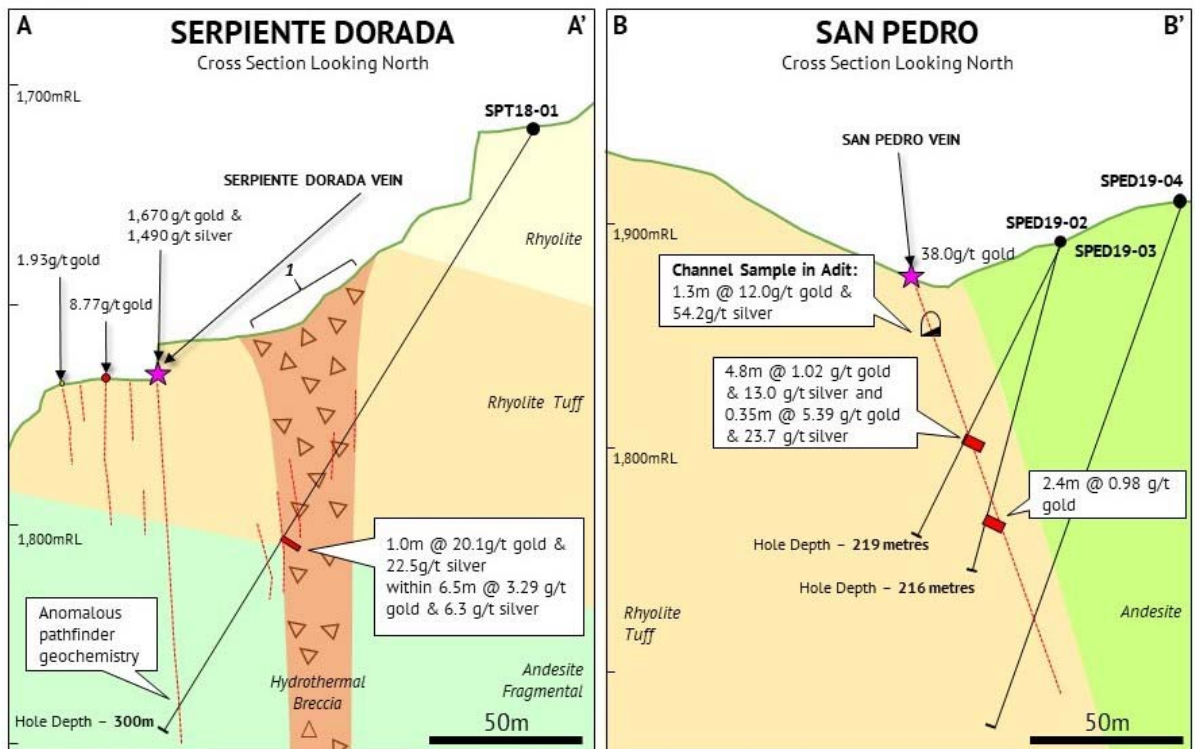 A
SERPIENTE DORADA
A'
Cross Section Looking North
1,700mRL
SPT18-01
SERPIENTE DORADA VEIN
1,670 g/t gold &
1,490 g/t silver
1.93g/t gold
8.77g/t gold
1
Rhyolite
Rhyolite Tuff
1,800mRL
1.0m @ 20.1g/t gold &
22.5g/t silver
within 6.5m @ 3.29 g/t
gold & 6.3 g/t silver
Anomalous
pathfinder
geochemistry
Hydrothermal
Breccia
Andesite
Fragmental
Hole Depth – 300m
50m
B
SAN PEDRO
B'
Cross Section Looking North
SAN PEDRO VEIN
SPED19-04
SPED19-02
SPED19-03
1,900mRL
38.0g/t gold
Channel Sample in Adit:
1.3m @ 12.0g/t gold &
54.2g/t silver
4.8m @ 1.02 g/t gold
& 13.0 g/t silver and
0.35m @ 5.39 g/t gold
& 23.7 g/t silver
1,800mRL
2.4m @ 0.98 g/t
gold
Hole Depth – 219 metres
Hole Depth – 216 metres
Rhyolite
Tuff
Andesite
50m